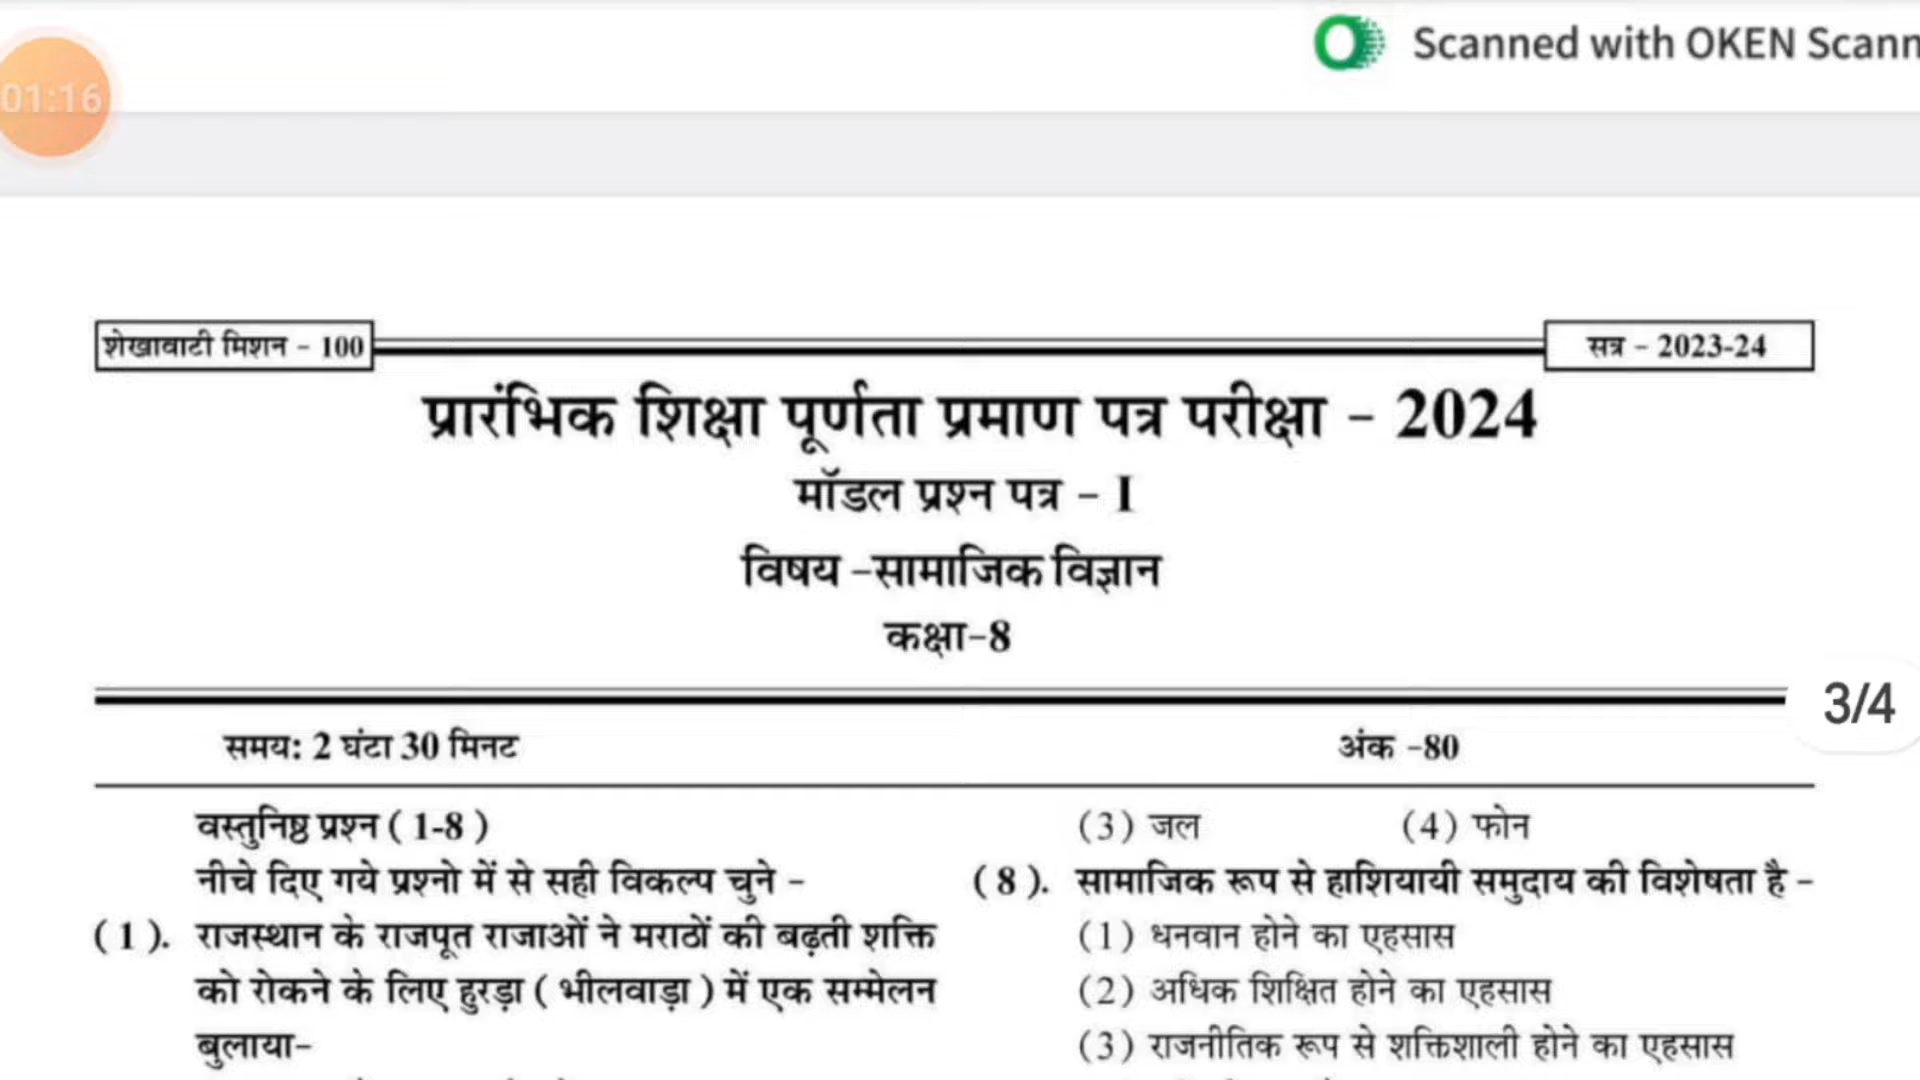 Scanned with OKEN Scann
01:16
शेखावाटी मिशन - 100
सत्र - 2023-24
प्रारंभिक शिक्षा पूर्णता प्रमाण पत्र परीक्षा - 2024
मॉडल प्रश्न पत्र - I
विषय -सामाजिक विज्ञान
कक्षा-8
3/4
समय: 2 घंटा 30 मिनट
अंक -80
वस्तुनिष्ठ प्रश्न ( 1-8 )
नीचे दिए गये प्रश्नो में से सही विकल्प चुने -
( 1 ). राजस्थान के राजपूत राजाओं ने मराठों की बढ़ती शक्ति
को रोकने के लिए हुरड़ा ( भीलवाड़ा ) में एक सम्मेलन
बुलाया-
(3) जल (4) फोन
( 8 ). सामाजिक रूप से हाशियायी समुदाय की विशेषता है -
(1) धनवान होने का एहसास
(2) अधिक शिक्षित होने का एहसास
(3) राजनीतिक रूप से शक्तिशाली होने का एहसास